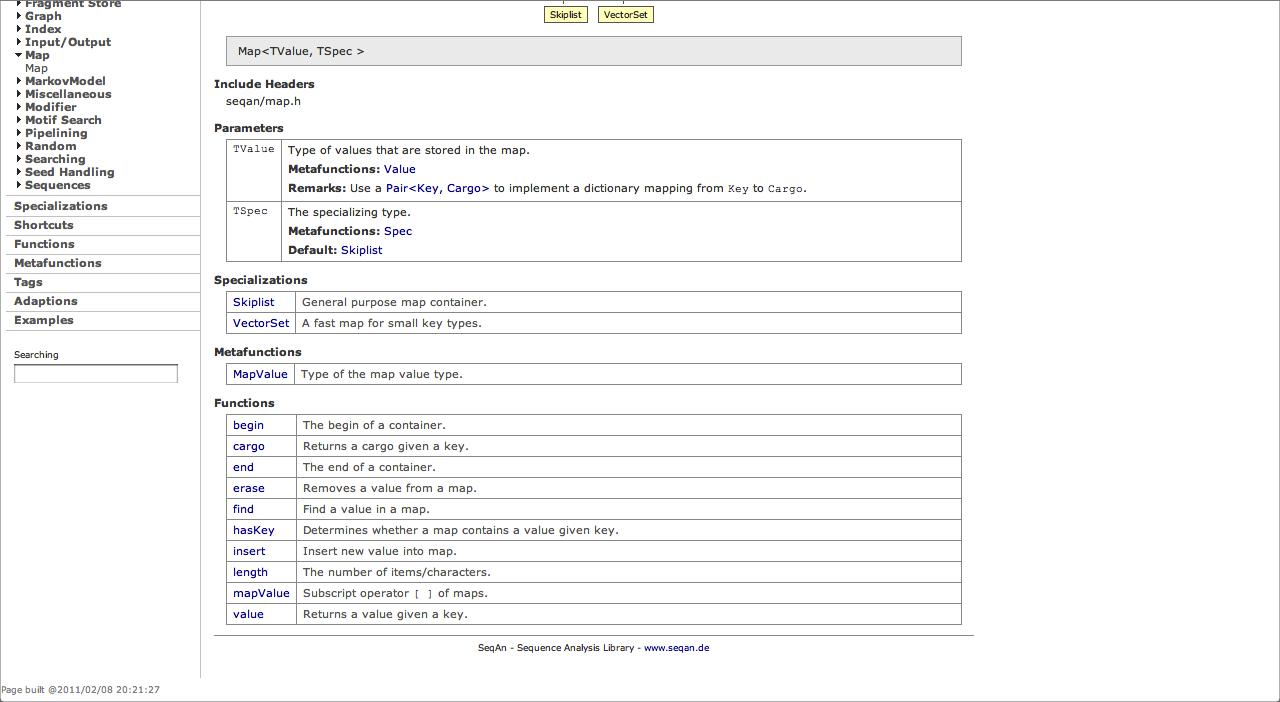 Fragment Store
Graph
Index
Input/Output
Map
Map
MarkovModel
Miscellaneous
Modifier
Motif Search
Pipelining
Random
Searching
Seed Handling
Sequences
Specializations
Shortcuts
Functions
Metafunctions
Tags
Adaptions
Examples
Searching
Skiplist VectorSet
Map<TValue, TSpec >
Include Headers
seqan/map.h
Parameters
TValue Type of values that are stored in the map.
Metafunctions: Value
Remarks: Use a Pair<Key, Cargo> to implement a dictionary mapping from Key to Cargo.
TSpec The specializing type.
Metafunctions: Spec
Default: Skiplist
Specializations
Skiplist General purpose map container.
VectorSet A fast map for small key types.
Metafunctions
MapValue Type of the map value type.
Functions
begin The begin of a container.
cargo Returns a cargo given a key.
end The end of a container.
erase Removes a value from a map.
find Find a value in a map.
hasKey Determines whether a map contains a value given key.
insert Insert new value into map.
length The number of items/characters.
mapValue Subscript operator [ ] of maps.
value Returns a value given a key.
SeqAn - Sequence Analysis Library - www.seqan.de
Page built @2011/02/08 20:21:27